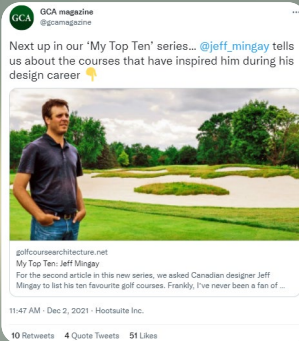 GCA
GCA magazine
@gcamagazine
Next up in our ‘My Top Ten’ series... @jeff_mingay tells
us about the courses that have inspired him during his
design career 👇
golfcoursearchitecture.net
My Top Ten: Jeff Mingay
For the second article in this new series, we asked Canadian designer Jeff
Mingay to list his ten favourite golf courses. Frankly, I've never been a fan of ...
11:47 AM · Dec 2, 2021 · Hootsuite Inc.
10 Retweets 4 Quote Tweets 51 Likes